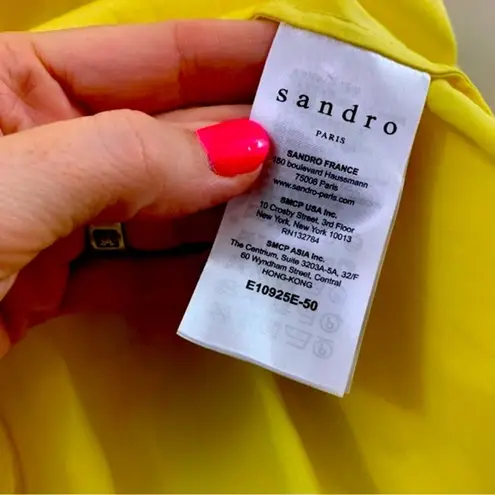 sandro
PARIS
SANDRO FRANCE
150 boulevard Haussmann
75008 Paris
www.sandro-paris.com
SMCP USA Inc.
10 Crosby Street, 3rd Floor
New York, New York 10013
RN132784
SMCP ASIA Inc.
The Centrium, Suite 3203A-5A, 32/F
60 Wyndham Street, Central
HONG-KONG
E10925E-50